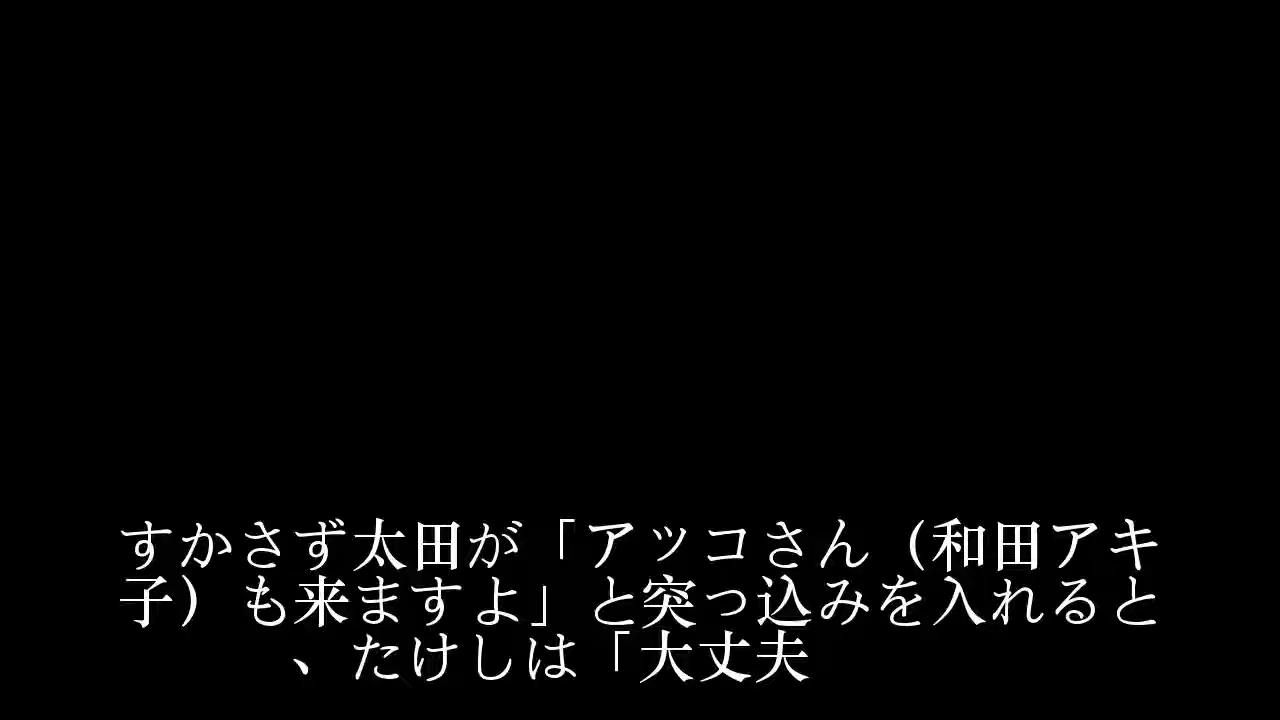 すかさず太田が「アッコさん（和田アキ
子）も来ますよ」と突っ込みを入れると
、たけしは「大丈夫